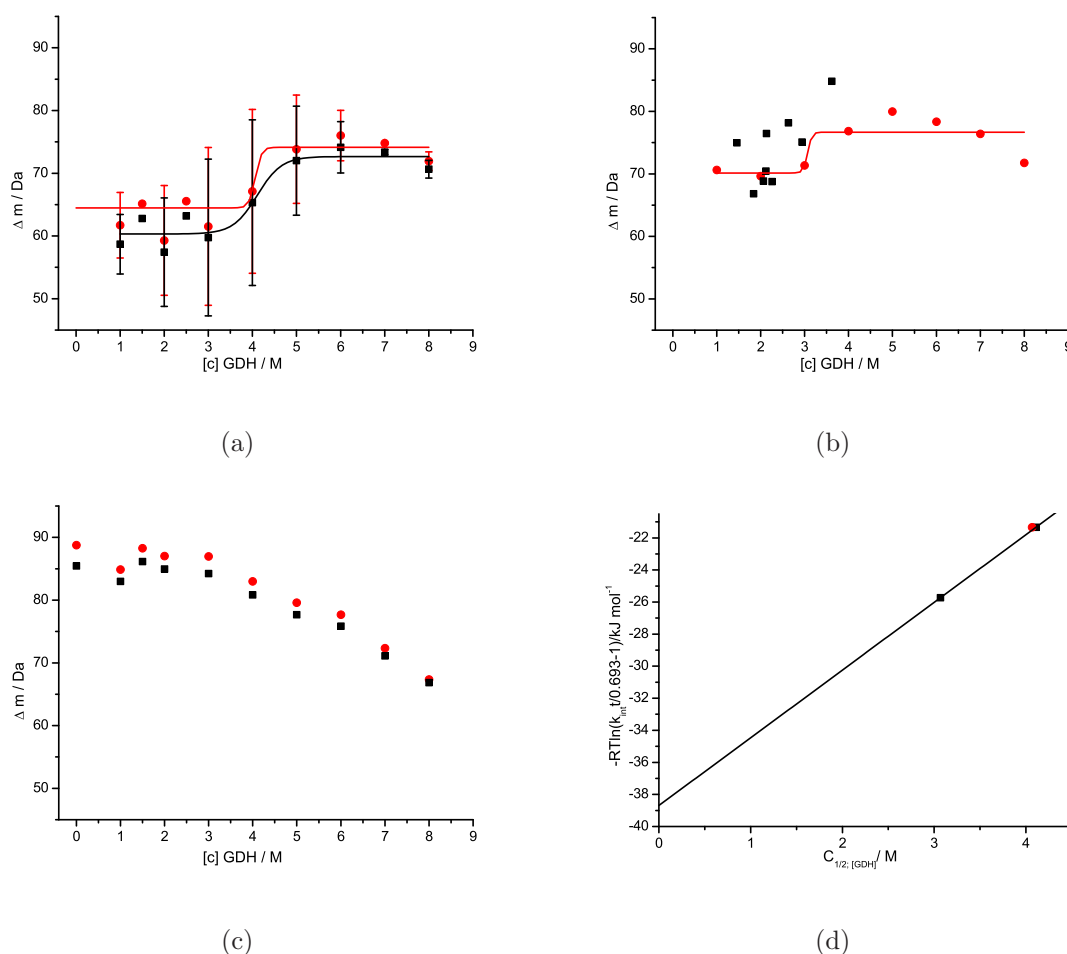 90
80
70
60
50
Δ m / Da
0 1 2 3 4 5 6 7 8 9
[c] GDH / M
(a)
90
80
70
60
50
Δ m / Da
0 1 2 3 4 5 6 7 8 9
[c] GDH / M
(b)
90
80
70
60
50
Δ m / Da
0 1 2 3 4 5 6 7 8 9
[c] GDH / M
(c)
-22
-24
-26
-28
-30
-32
-34
-36
-38
-40
-RTln(k_int t/0.693-1)/kJ mol^-1
0 1 2 3 4
C_1/2; [GDH]/ M
(d)